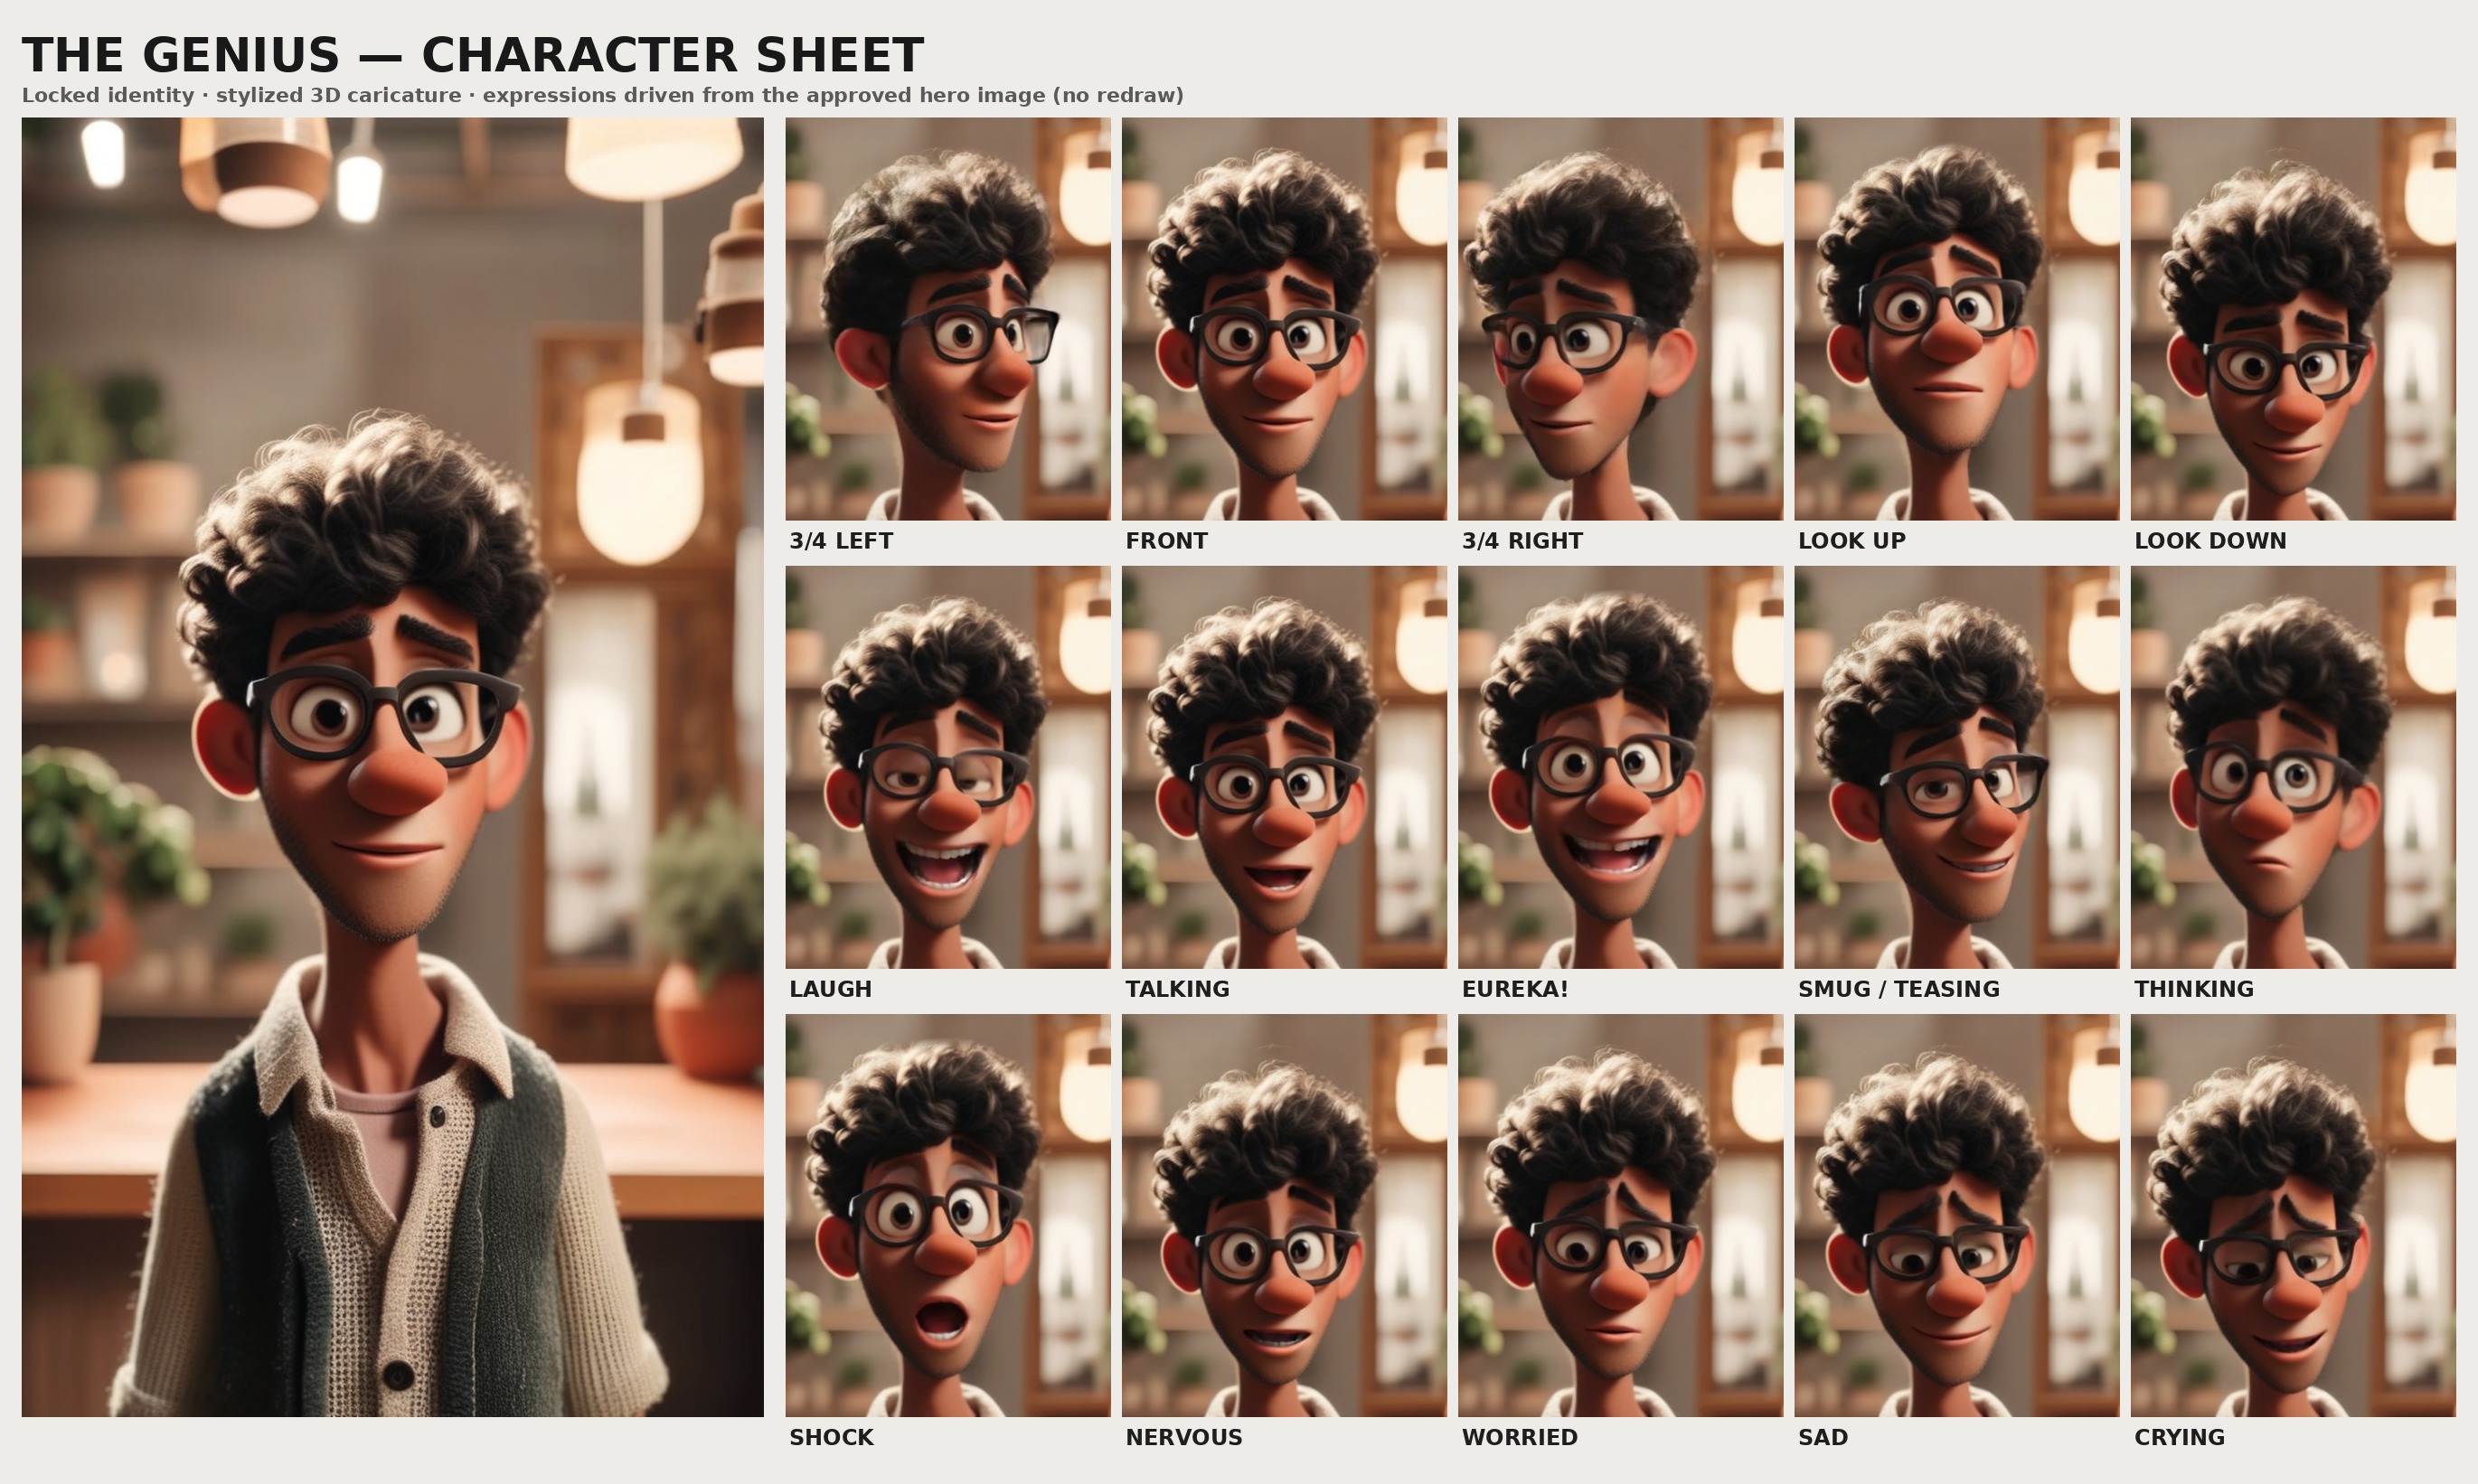 THE GENIUS — CHARACTER SHEET
Locked identity · stylized 3D caricature · expressions driven from the approved hero image (no redraw)
3/4 LEFT
FRONT
3/4 RIGHT
LOOK UP
LOOK DOWN
LAUGH
TALKING
EUREKA!
SMUG / TEASING
THINKING
SHOCK
NERVOUS
WORRIED
SAD
CRYING